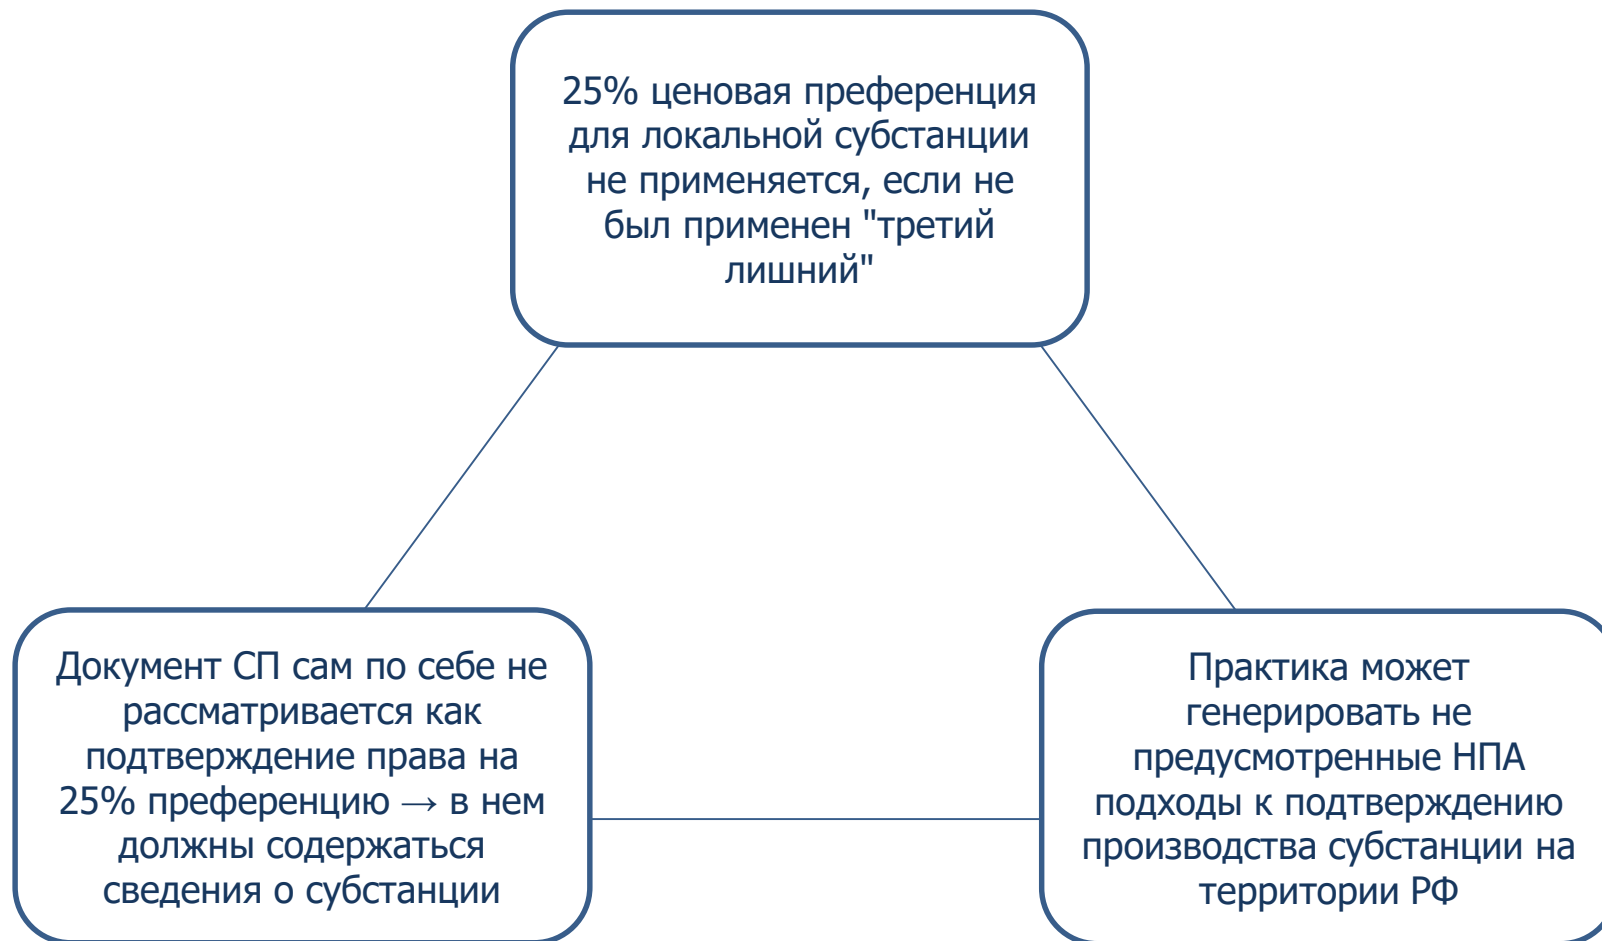 25% ценовая преференция
для локальной субстанции
не применяется, если не
был применен "третий
лишний"
Документ СП сам по себе не
рассматривается как
подтверждение права на
25% преференцию → в нем
должны содержаться
сведения о субстанции
Практика может
генерировать не
предусмотренные НПА
подходы к подтверждению
производства субстанции на
территории РФ